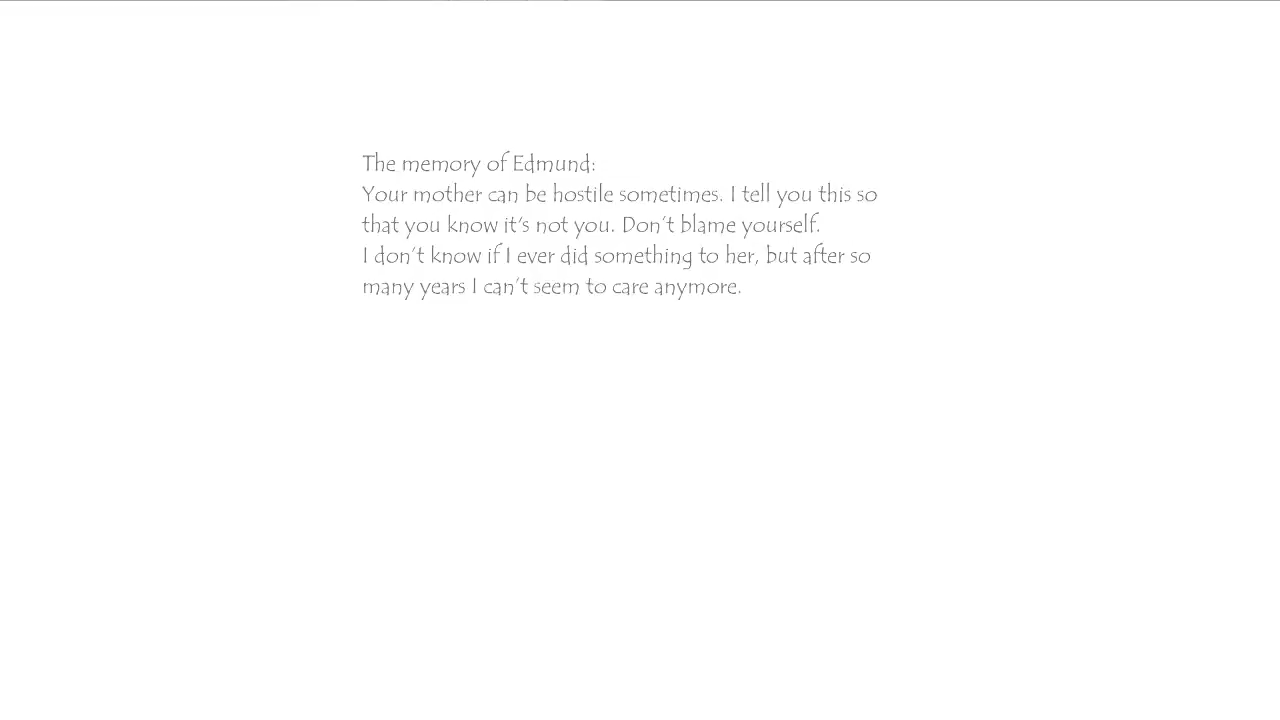 The memory of Edmund:
Your mother can be hostile sometimes. I tell you this so
that you know it's not you. Don't blame yourself.
I don't know if I ever did something to her, but after so
many years I can't seem to care anymore.